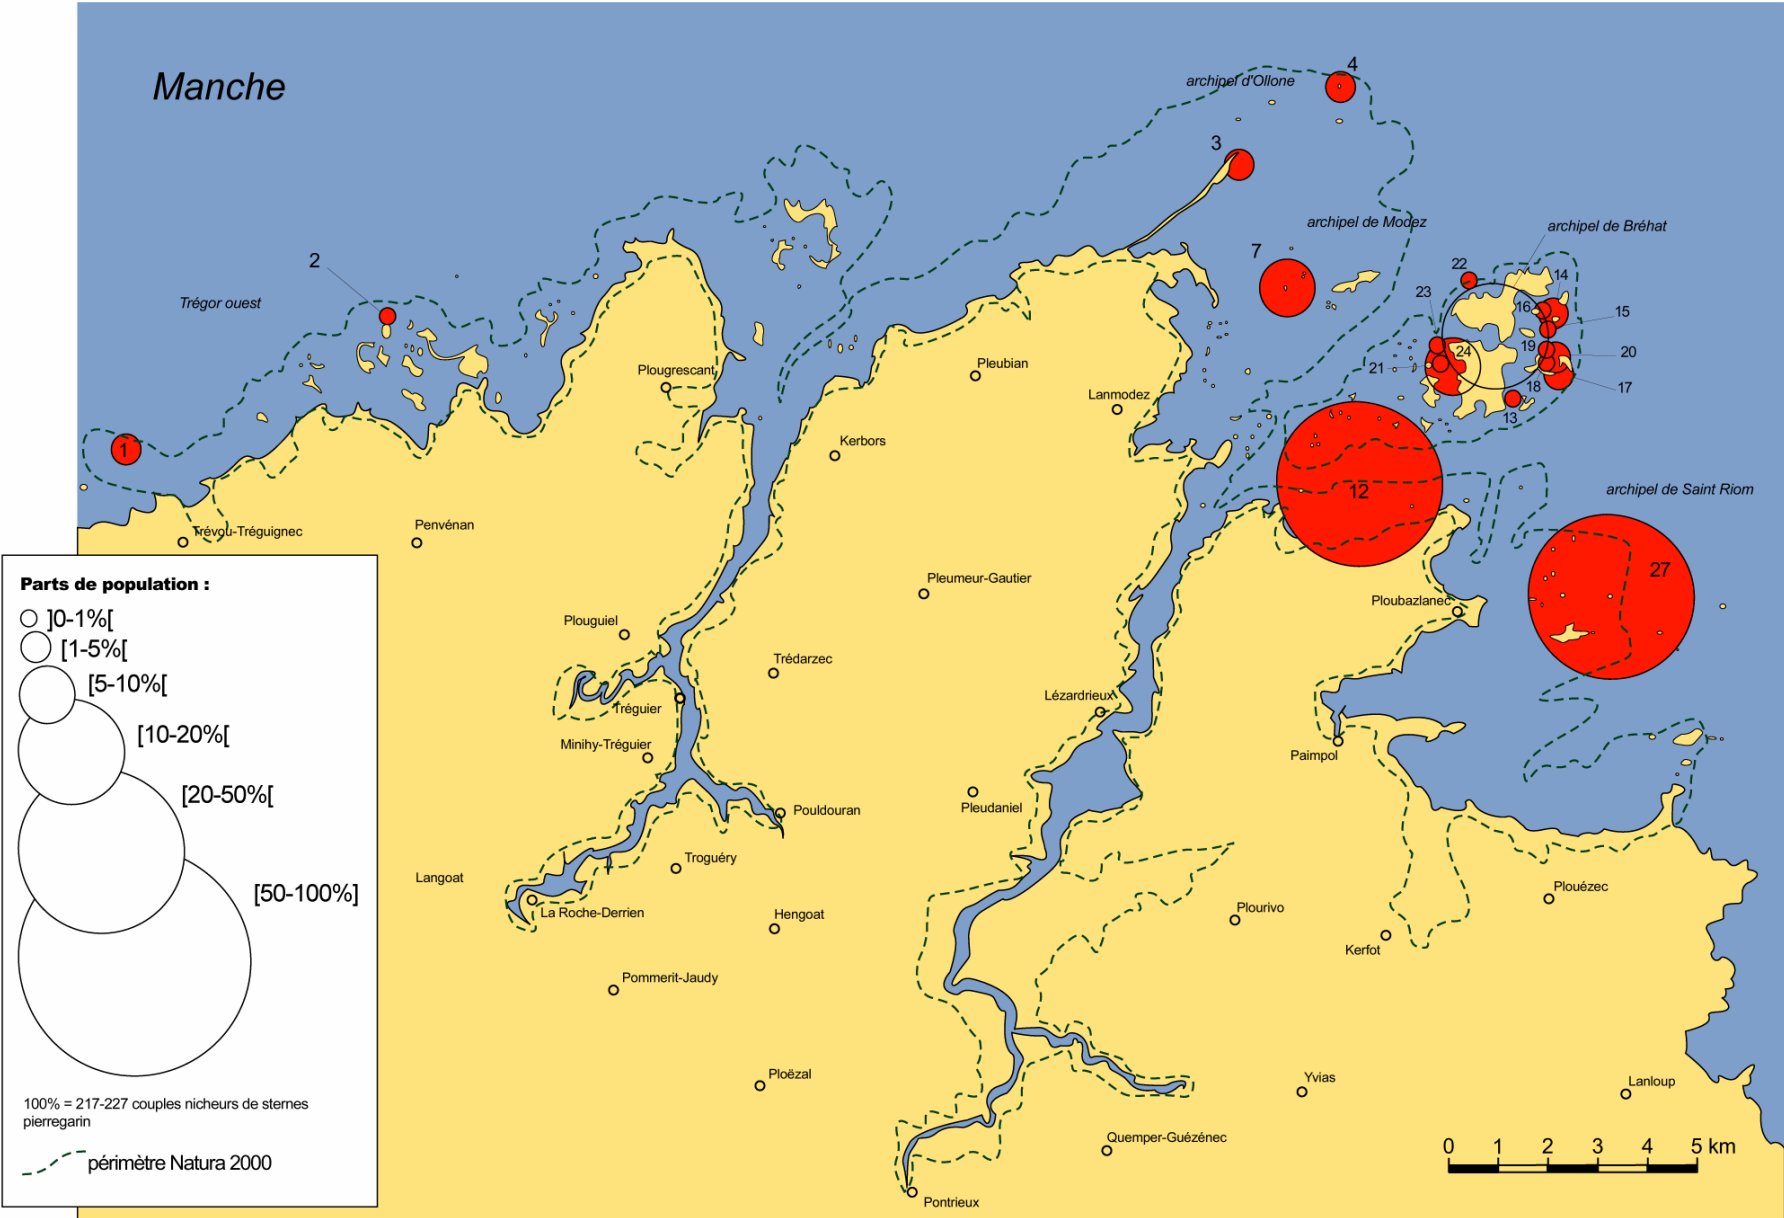 Manche
archipel d'Ollone
4
3
archipel de Modez
archipel de Bréhat
7
2
Trégor ouest
22
14
23
16
15
19
20
24
21
18
17
13
Plougrescant
Pleubian
Lanmodez
Kerbors
1
12
archipel de Saint Riom
Trévou-Tréguignec
Penvénan
Pleumeur-Gautier
27
Ploubazlanec
Plouguiel
Trédarzec
Lézardrieux
Tréguier
Minihy-Tréguier
Paimpol
Pouldouran
Pleudaniel
Troguéry
Langoat
La Roche-Derrien
Hengoat
Plourivo
Plouézec
Kerfot
Pommerit-Jaudy
Ploëzal
Yvias
Lanloup
Quemper-Guézénec
Pontrieux
0 1 2 3 4 5 km
Parts de population :
]0-1%[
[1-5%[
[5-10%[
[10-20%[
[20-50%[
[50-100%]
100% = 217-227 couples nicheurs de sternes
pierregarin
périmètre Natura 2000